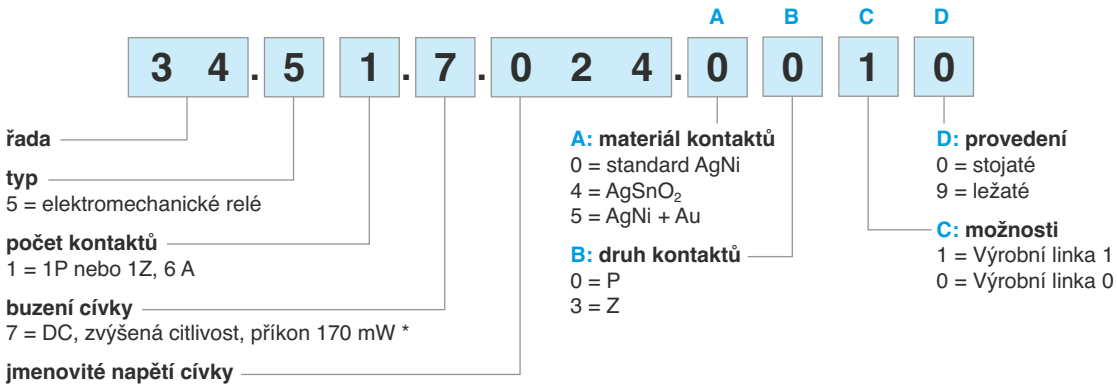 A B C D
3 4 . 5 1 . 7 . 0 2 4 . 0 0 1 0
řada
typ
5 = elektromechanické relé
počet kontaktů
1 = 1P nebo 1Z, 6 A
buzení cívky
7 = DC, zvýšená citlivost, příkon 170 mW *
jmenovité napětí cívky
A: materiál kontaktů
0 = standard AgNi
4 = AgSnO₂
5 = AgNi + Au
B: druh kontaktů
0 = P
3 = Z
D: provedení
0 = stojaté
9 = ležaté
C: možnosti
1 = Výrobní linka 1
0 = Výrobní linka 0